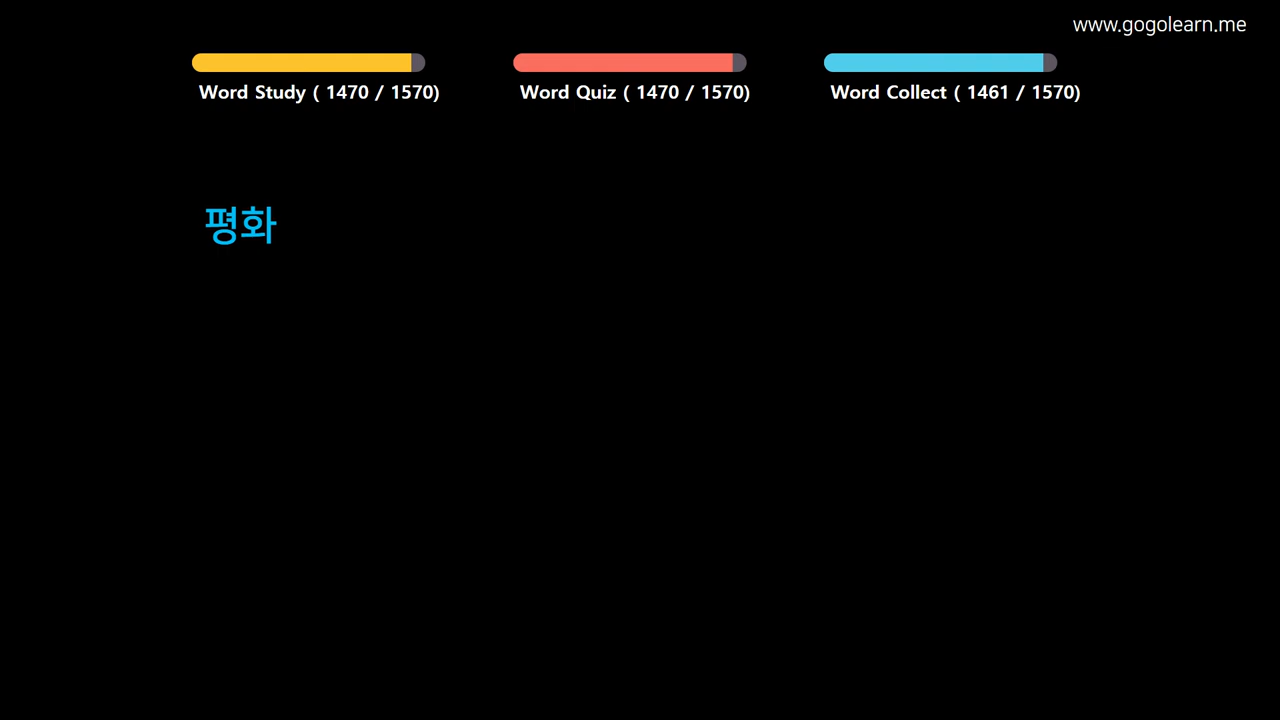 www.gogolearn.me
Word Study ( 1470 / 1570)
Word Quiz ( 1470 / 1570)
Word Collect ( 1461 / 1570)
평화